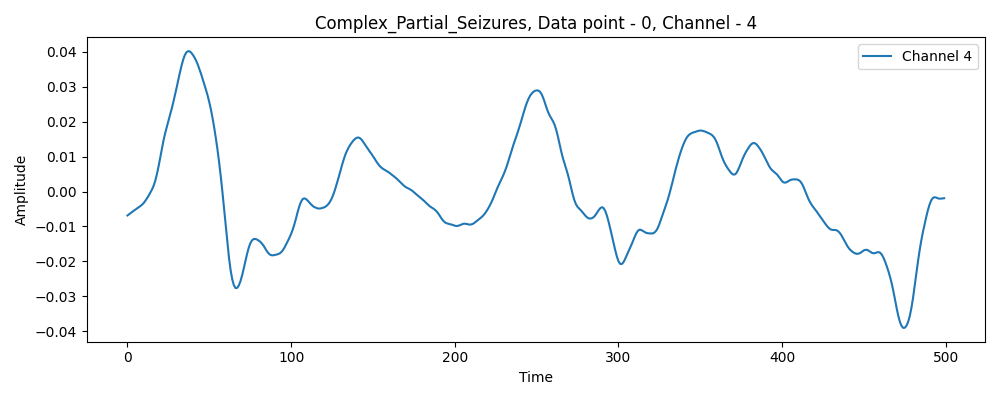 Complex_Partial_Seizures, Data point - 0, Channel - 4
Channel 4
Amplitude
0.04
0.03
0.02
0.01
0.00
−0.01
−0.02
−0.03
−0.04
0 100 200 300 400 500
Time